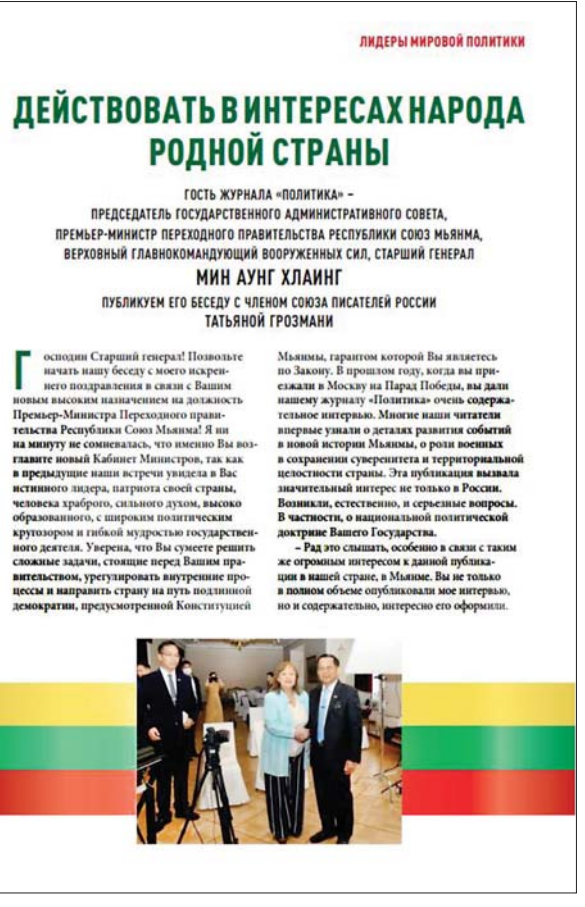 ЛИДЕРЫ МИРОВОЙ ПОЛИТИКИ
ДЕЙСТВОВАТЬ В ИНТЕРЕСАХ НАРОДА
РОДНОЙ СТРАНЫ
ГОСТЬ ЖУРНАЛА «ПОЛИТИКА» –
ПРЕДСЕДАТЕЛЬ ГОСУДАРСТВЕННОГО АДМИНИСТРАТИВНОГО СОВЕТА,
ПРЕМЬЕР-МИНИСТР ПЕРЕХОДНОГО ПРАВИТЕЛЬСТВА РЕСПУБЛИКИ СОЮЗ МЬЯНМА,
ВЕРХОВНЫЙ ГЛАВНОКОМАНДУЮЩИЙ ВООРУЖЕННЫХ СИЛ, СТАРШИЙ ГЕНЕРАЛ
МИН АУНГ ХЛАИНГ
ПУБЛИКУЕМ ЕГО БЕСЕДУ С ЧЛЕНОМ СОЮЗА ПИСАТЕЛЕЙ РОССИИ
ТАТЬЯНОЙ ГРОЗМАНИ
Господин Старший генерал! Позвольте
начать нашу беседу с моего искрен-
него поздравления в связи с Вашим
новым высоким назначением на должность
Премьер-Министра Переходного прави-
тельства Республики Союз Мьянма! Я ни
на минуту не сомневалась, что именно Вы воз-
главите новый Кабинет Министров, так как
в предыдущие наши встречи увидела в Вас
истинного лидера, патриота своей страны,
человека храброго, сильного духом, высоко
образованного, с широким политическим
кругозором и гибкой мудростью государствен-
ного деятеля. Уверена, что Вы сумеете решить
сложные задачи, стоящие перед Вашим пра-
вительством, урегулировать внутренние про-
цессы и направить страну на путь подлинной
демократии, предусмотренной Конституцией
Мьянмы, гарантом которой Вы являетесь
по Закону. В прошлом году, когда вы при-
езжали в Москву на Парад Победы, вы дали
нашему журналу «Политика» очень содержа-
тельное интервью. Многие наши читатели
впервые узнали о деталях развития событий
в новой истории Мьянмы, о роли военных
в сохранении суверенитета и территориальной
целостности страны. Эта публикация вызвала
значительный интерес не только в России.
Возникли, естественно, и серьезные вопросы.
В частности, о национальной политической
доктрине Вашего Государства.
– Рад это слышать, особенно в связи с таким
же огромным интересом к данной публика-
ции в нашей стране, в Мьянме. Вы не только
в полном объеме опубликовали мое интервью,
но и содержательно, интересно его оформили.